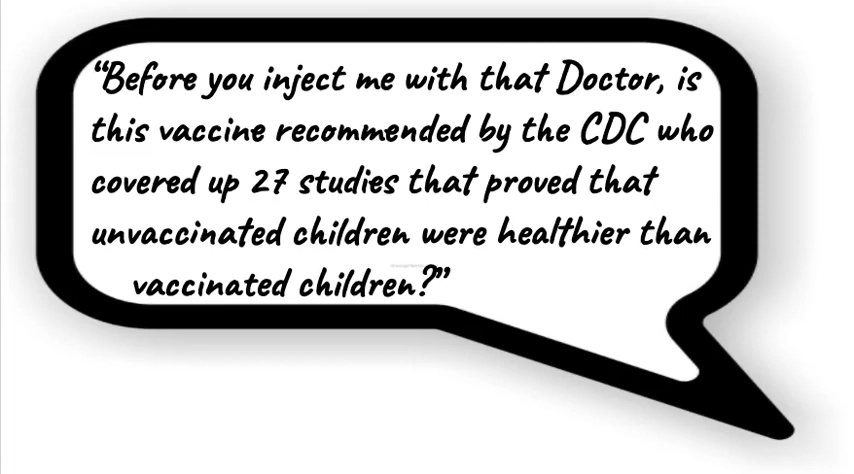 “Before you inject me with that Doctor, is
this vaccine recommended by the CDC who
covered up 27 studies that proved that
unvaccinated children were healthier than
vaccinated children?”